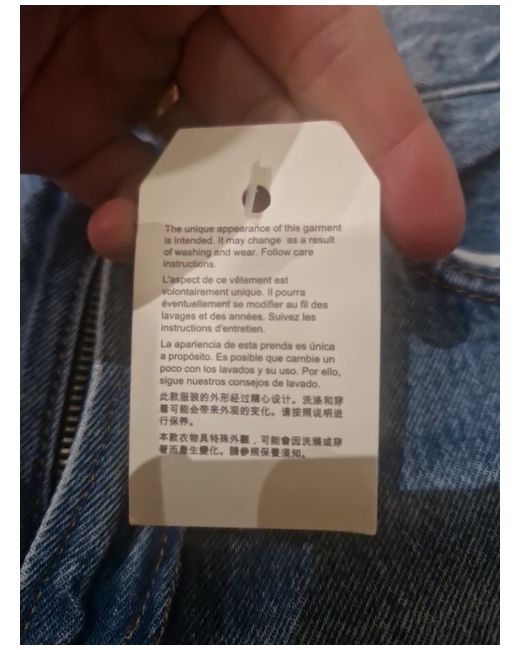 The unique appearance of this garment
is intended. It may change as a result
of washing and wear. Follow care
instructions.
L'aspect de ce vêtement est
volontairement unique. Il pourra
éventuellement se modifier au fil des
lavages et des années. Suivez les
instructions d'entretien.
La apariencia de esta prenda es única
a propósito. Es posible que cambie un
poco con los lavados y su uso. Por ello,
sigue nuestros consejos de lavado.
此款服装的外形经过精心设计。洗涤和穿
着可能会带来外观的变化。请按照说明进
行保养。
本款衣物具特殊外觀，可能會因洗滌或穿
著而產生變化。請參照保養須知。